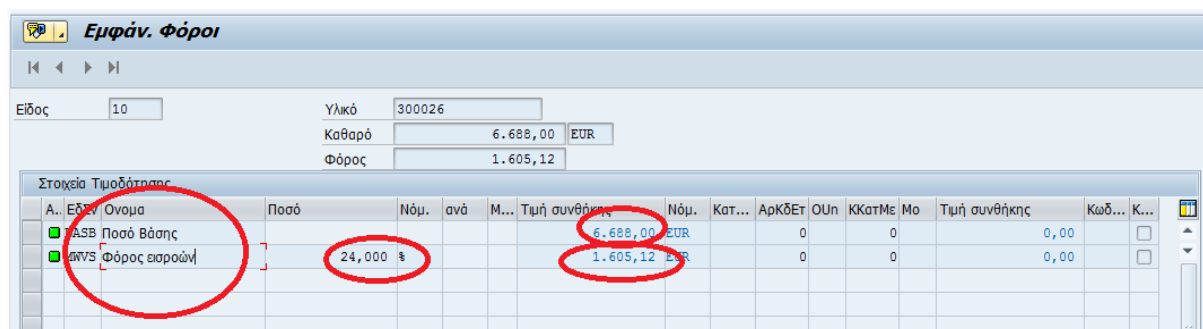 Εμφάν. Φόροι
Είδος 10 Υλικό 300026
Καθαρό 6.688,00 EUR
Φόρος 1.605,12
Στοιχεία Τιμοδότησης
Α.. ΕδΣυ Ονομα Ποσό Νόμ. ανά Μ... Τιμή συνθήκης Νόμ. Κατ... ΑρΚδΕτ OUn ΚΚατΜε Μο Τιμή συνθήκης Κωδ... Κ...
BASB Ποσό Βάσης 6.688,00 EUR 0 0 0,00
MWVS Φόρος εισροών 24,000 % 1.605,12 EUR 0 0 0,00